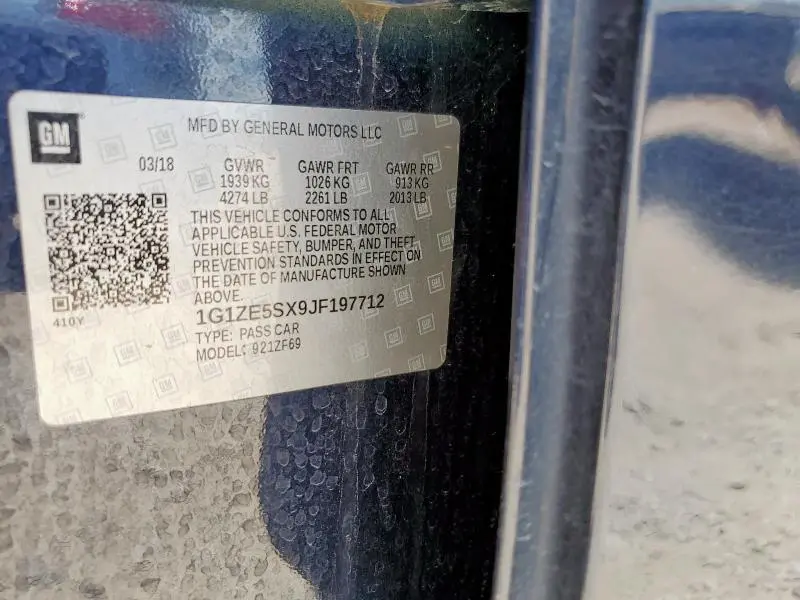 GM
MFD BY GENERAL MOTORS LLC
03/18 GVWR GAWR FRT GAWR RR
1939 KG 1026 KG 913 KG
4274 LB 2261 LB 2013 LB
THIS VEHICLE CONFORMS TO ALL
APPLICABLE U.S. FEDERAL MOTOR
VEHICLE SAFETY, BUMPER, AND THEFT
PREVENTION STANDARDS IN EFFECT ON
THE DATE OF MANUFACTURE SHOWN
ABOVE.
410Y
1G1ZE5SX9JF197712
TYPE: PASS CAR
MODEL: 921ZF69